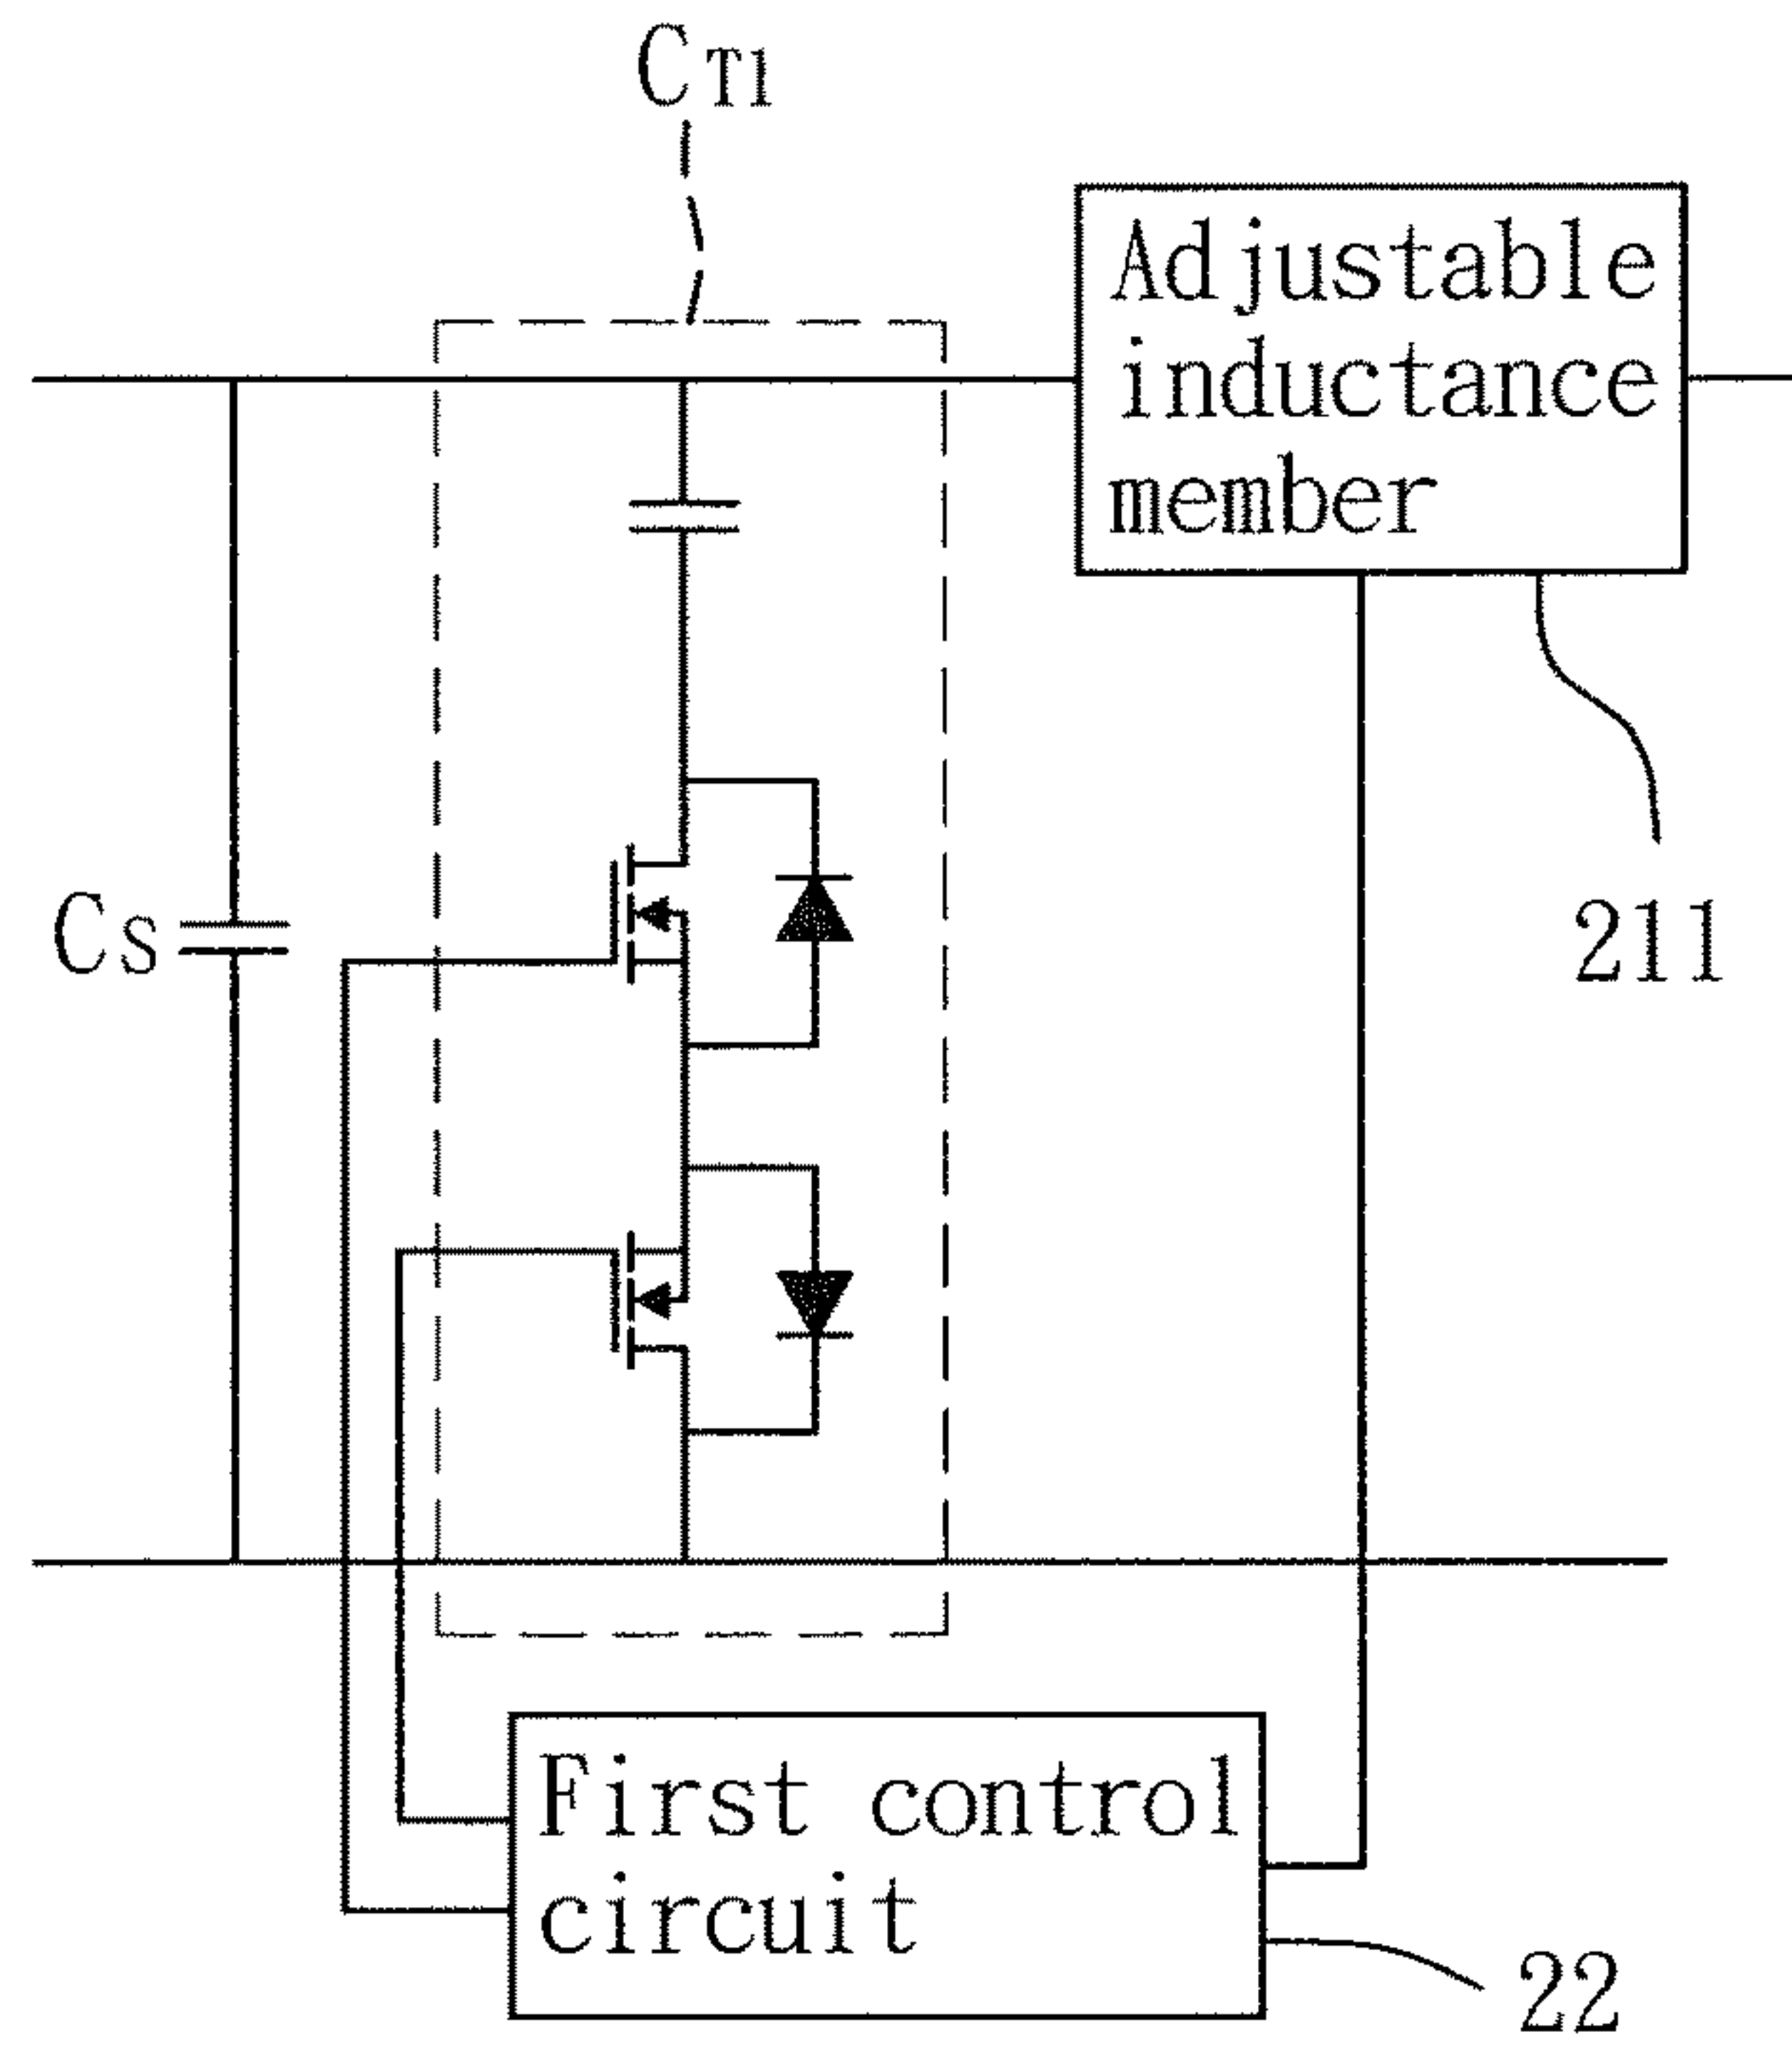 CT1
Adjustable
inductance
member
CS
211
First control
circuit
22